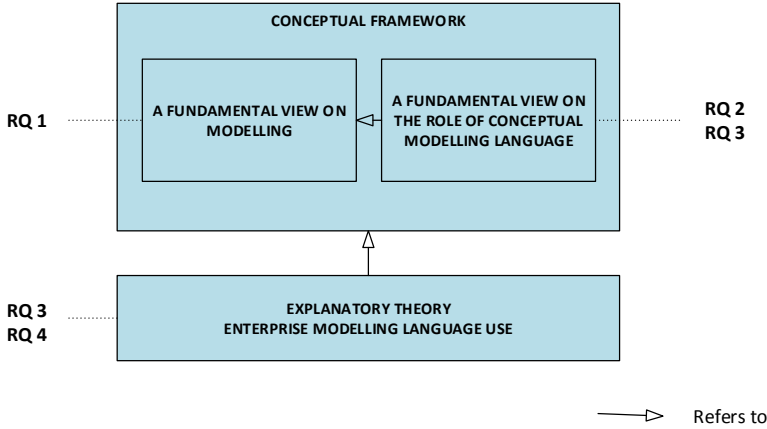 CONCEPTUAL FRAMEWORK
RQ 1
A FUNDAMENTAL VIEW ON
MODELLING
A FUNDAMENTAL VIEW ON
THE ROLE OF CONCEPTUAL
MODELLING LANGUAGE
RQ 2
RQ 3
RQ 3
RQ 4
EXPLANATORY THEORY
ENTERPRISE MODELLING LANGUAGE USE
Refers to